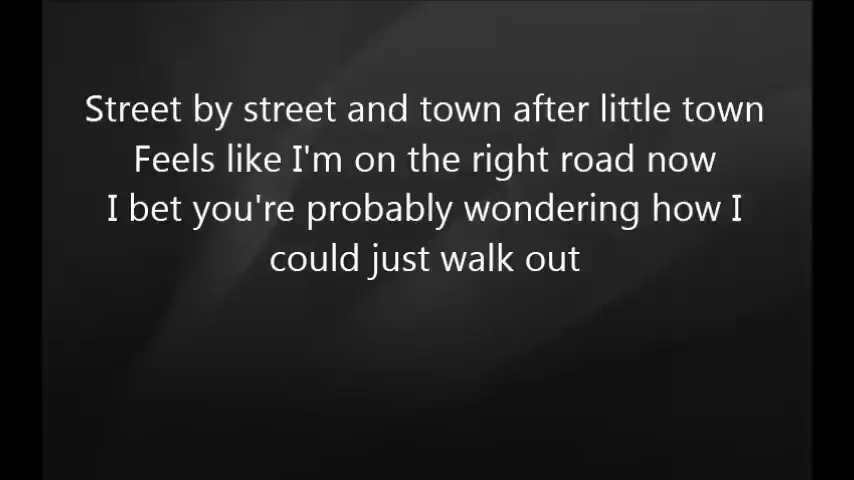 Street by street and town after little town
Feels like I'm on the right road now
I bet you're probably wondering how I
could just walk out